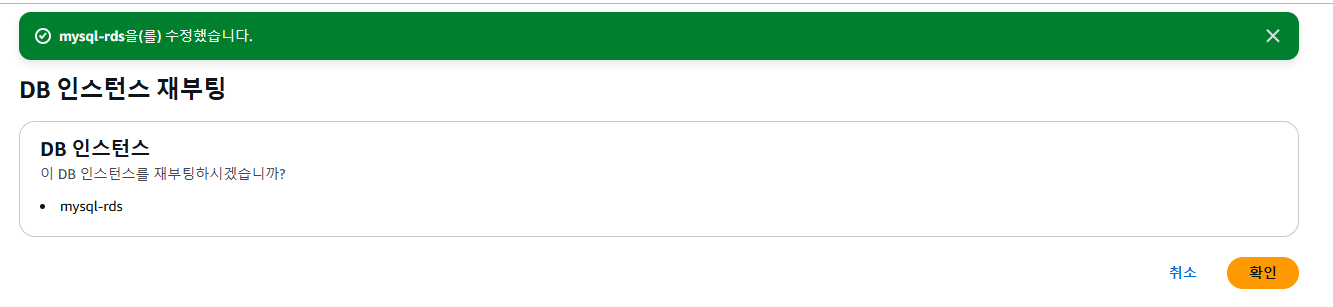 mysql-rds을(를) 수정했습니다.
DB 인스턴스 재부팅
DB 인스턴스
이 DB 인스턴스를 재부팅하시겠습니까?
mysql-rds
취소
확인